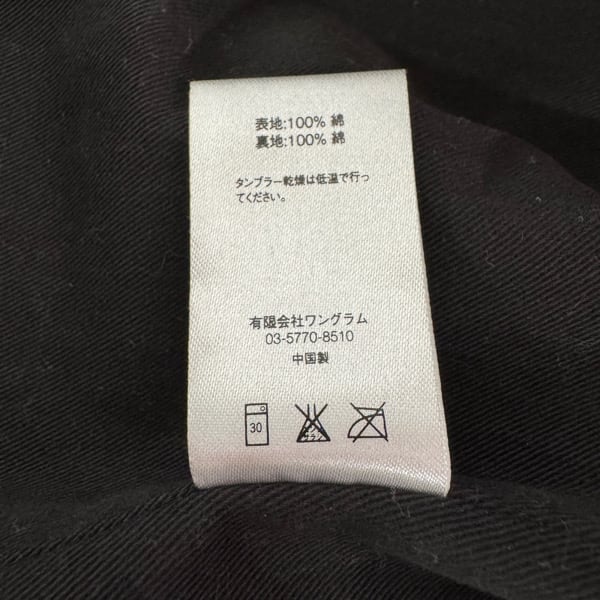 表地:100% 綿
裏地:100% 綿
タンブラー乾燥は低温で行っ
てください。
有限会社ワングラム
03-5770-8510
中国製
30